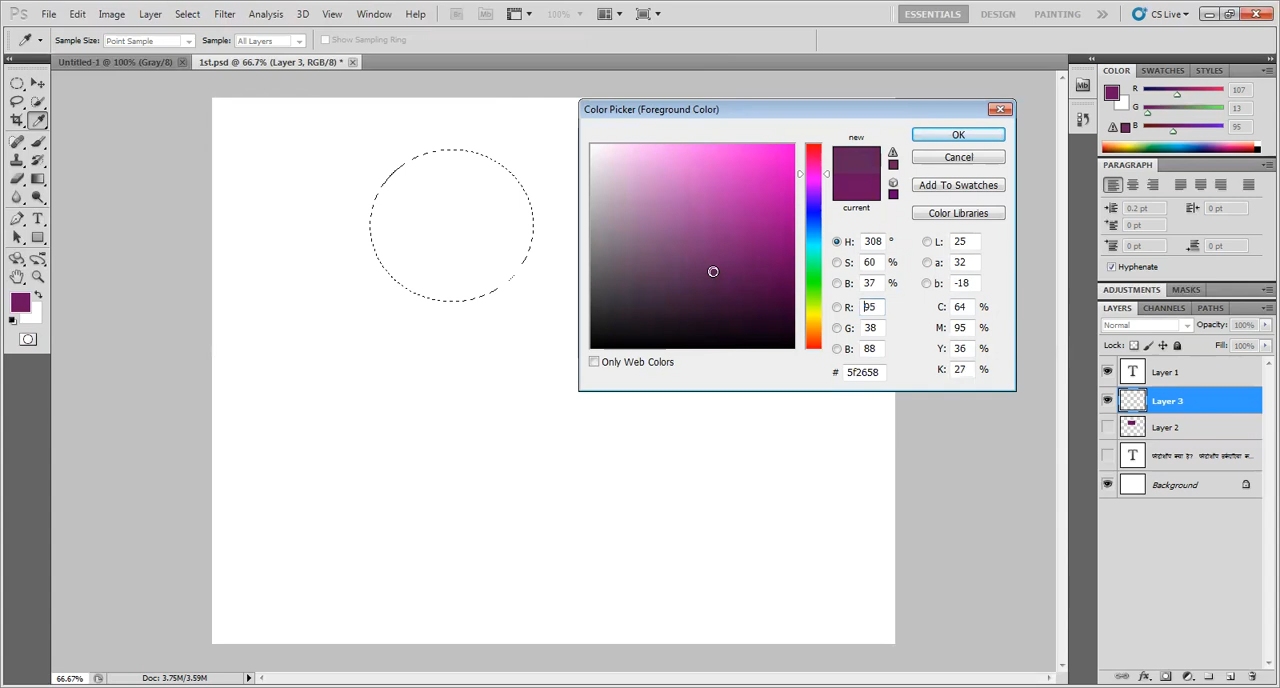 Ps File Edit Image Layer Select Filter Analysis 3D View Window Help Br Mb 100% ESSENTIALS DESIGN PAINTING CS Live
Sample Size: Point Sample Sample: All Layers Show Sampling Ring
Untitled-1 @ 100% (Gray/8) 1st.psd @ 66.7% (Layer 3, RGB/8) *
COLOR SWATCHES STYLES
R 107
G 13
B 95
Color Picker (Foreground Color)
new
current
OK
Cancel
Add To Swatches
Color Libraries
H: 308 ° L: 25
S: 60 % a: 32
B: 37 % b: -18
R: 95 C: 64 %
G: 38 M: 95 %
B: 88 Y: 36 %
# 5f2658 K: 27 %
Only Web Colors
Mb
PARAGRAPH
0.2 pt 0 pt
0 pt
0 pt 0 pt
Hyphenate
ADJUSTMENTS MASKS
LAYERS CHANNELS PATHS
Normal Opacity: 100%
Lock: Fill: 100%
T Layer 1
Layer 3
Layer 2
T
Background
66.67% Doc: 3.75M/3.59M